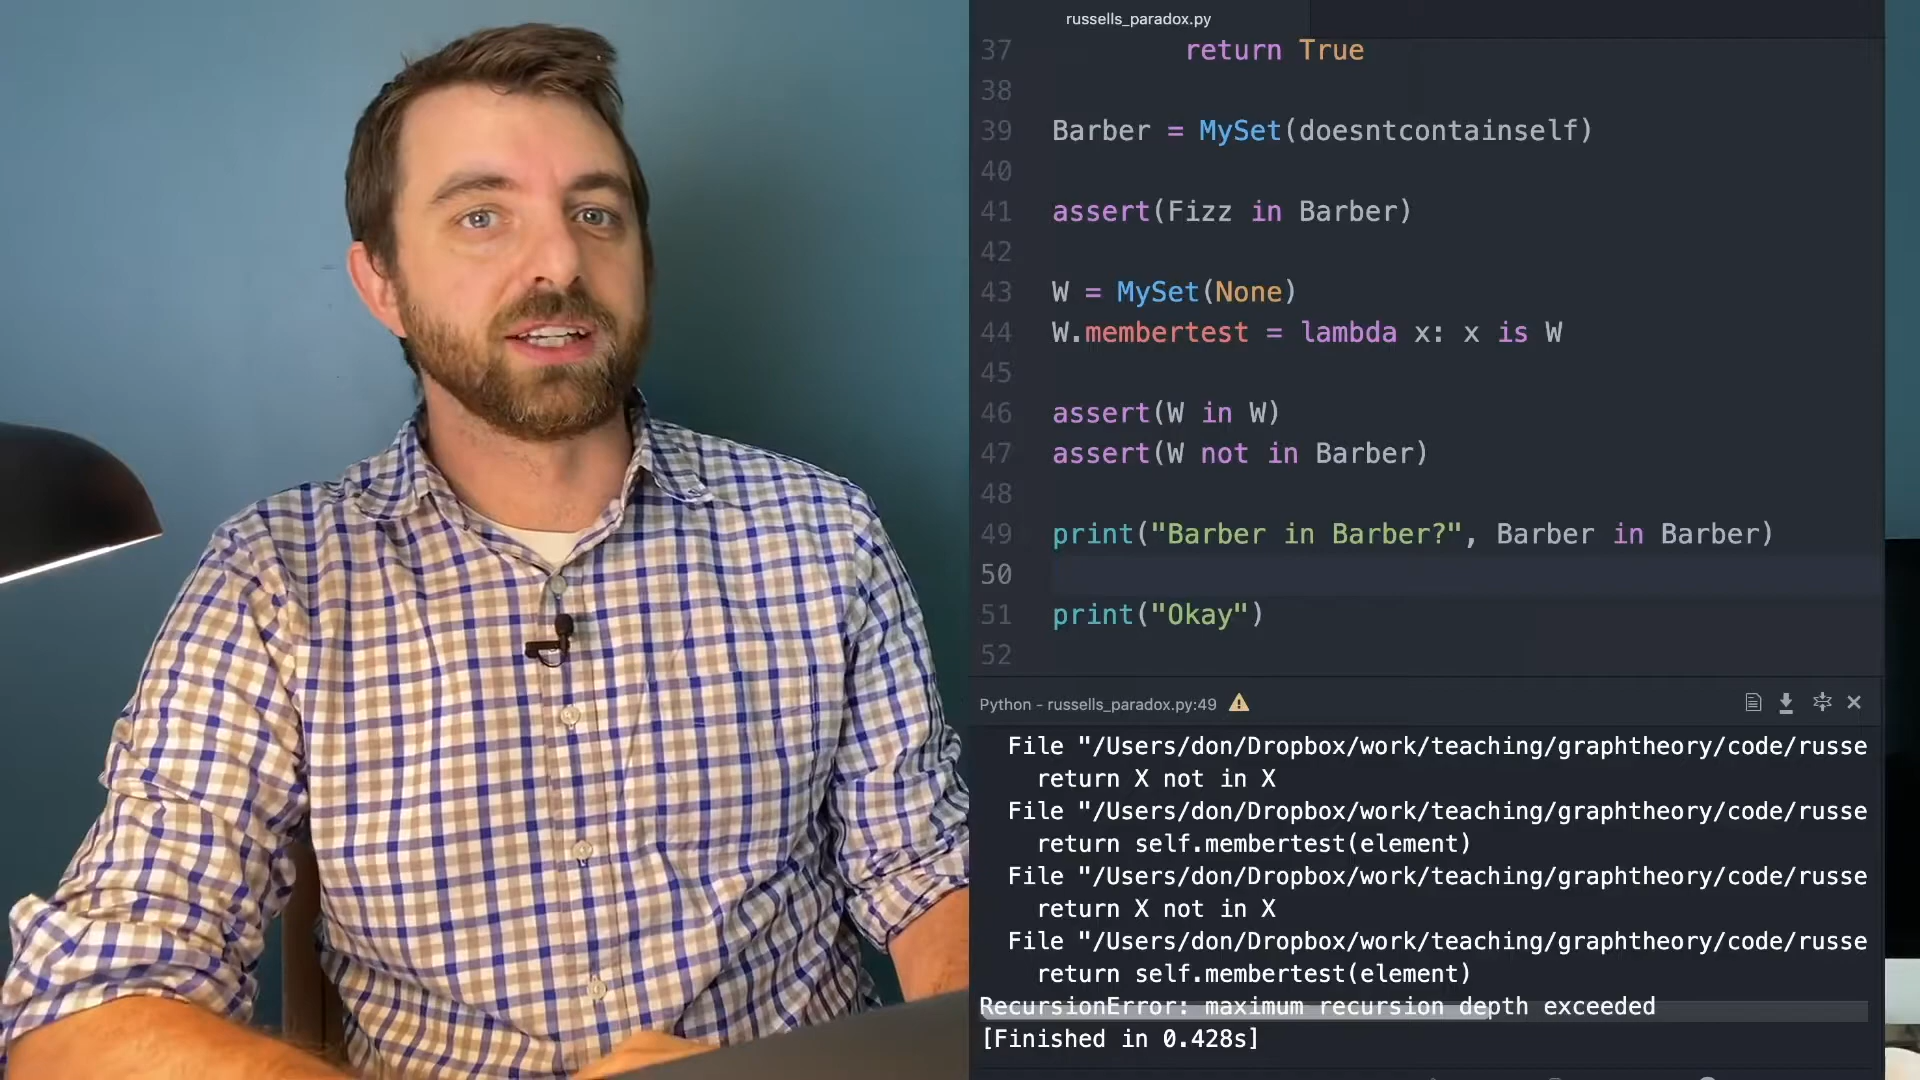 russells_paradox.py
37 return True
38
39 Barber = MySet(doesntcontainself)
40
41 assert(Fizz in Barber)
42
43 W = MySet(None)
44 W.membertest = lambda x: x is W
45
46 assert(W in W)
47 assert(W not in Barber)
48
49 print("Barber in Barber?", Barber in Barber)
50
51 print("Okay")
52
Python - russells_paradox.py:49
File "/Users/don/Dropbox/work/teaching/graphtheory/code/russe
return X not in X
File "/Users/don/Dropbox/work/teaching/graphtheory/code/russe
return self.membertest(element)
File "/Users/don/Dropbox/work/teaching/graphtheory/code/russe
return X not in X
File "/Users/don/Dropbox/work/teaching/graphtheory/code/russe
return self.membertest(element)
RecursionError: maximum recursion depth exceeded
[Finished in 0.428s]